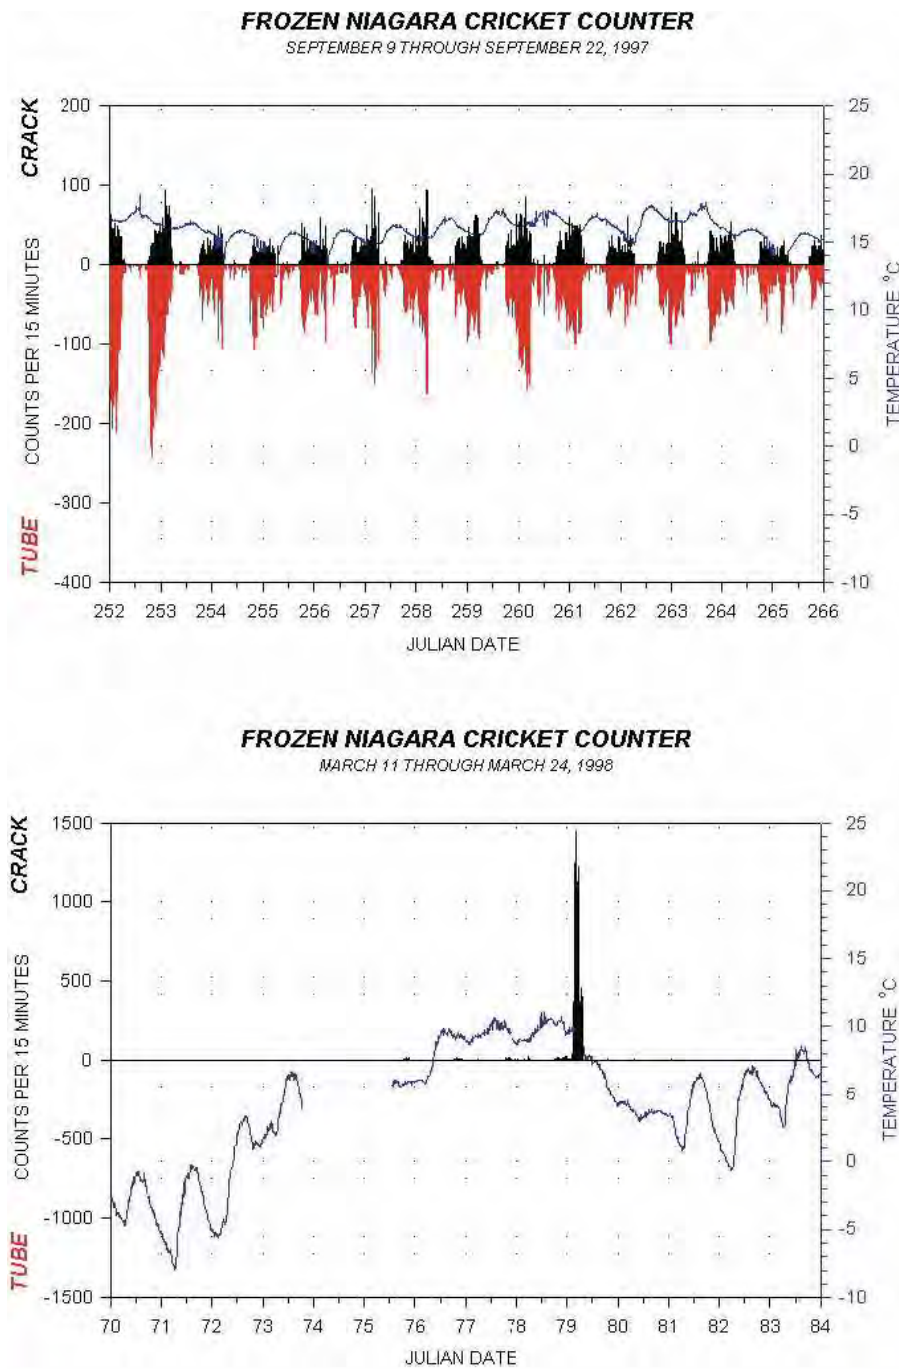 FROZEN NIAGARA CRICKET COUNTER
SEPTEMBER 9 THROUGH SEPTEMBER 22, 1997
CRACK
COUNTS PER 15 MINUTES
TUBE
200
100
0
-100
-200
-300
-400
25
20
15
10
5
0
-5
-10
TEMPERATURE °C
252 253 254 255 256 257 258 259 260 261 262 263 264 265 266
JULIAN DATE
FROZEN NIAGARA CRICKET COUNTER
MARCH 11 THROUGH MARCH 24, 1998
CRACK
COUNTS PER 15 MINUTES
TUBE
1500
1000
500
0
-500
-1000
-1500
25
20
15
10
5
0
-5
-10
TEMPERATURE °C
70 71 72 73 74 75 76 77 78 79 80 81 82 83 84
JULIAN DATE